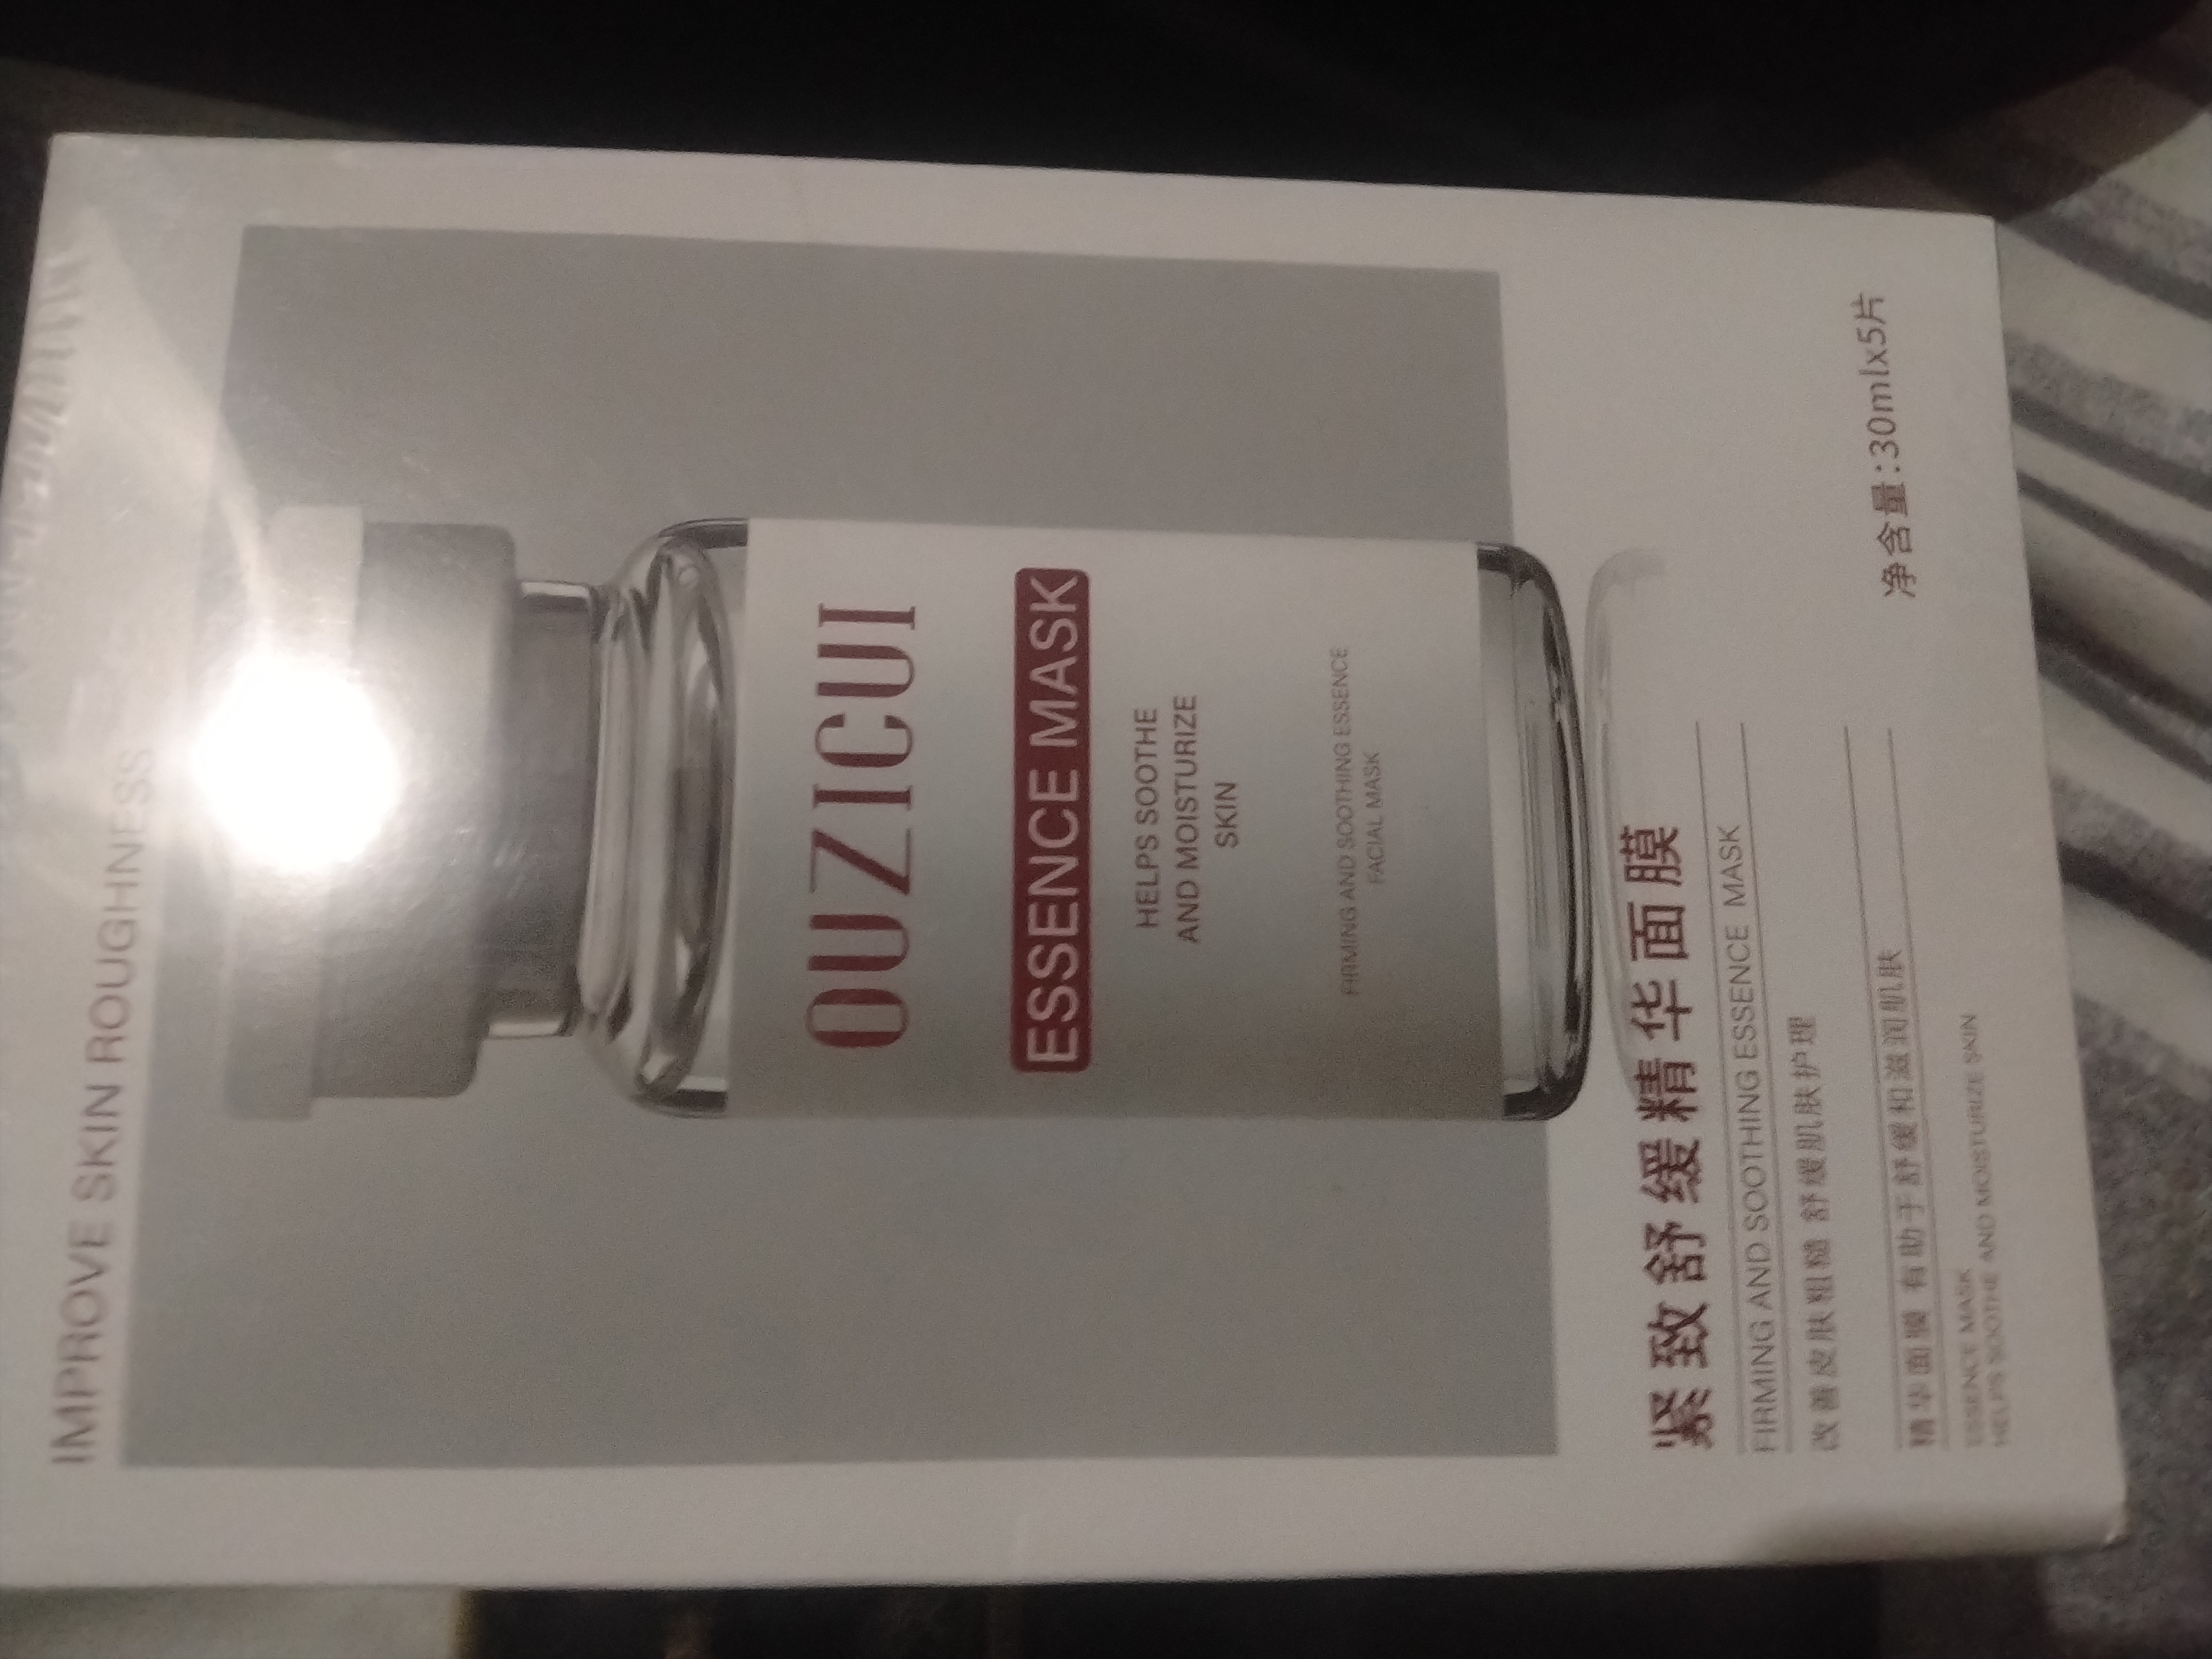 IMPROVE SKIN ROUGHNESS
OUZICUI
ESSENCE MASK
HELPS SOOTHE
AND MOISTURIZE
SKIN
FIRMING AND SOOTHING ESSENCE
FACIAL MASK
紧致舒缓精华面膜
FIRMING AND SOOTHING ESSENCE MASK
改善皮肤粗糙 舒缓肌肤护理
精华面膜 有助于舒缓和滋润肌肤
ESSENCE MASK
HELPS SOOTHE AND MOISTURIZE SKIN
净含量:30mlx5片